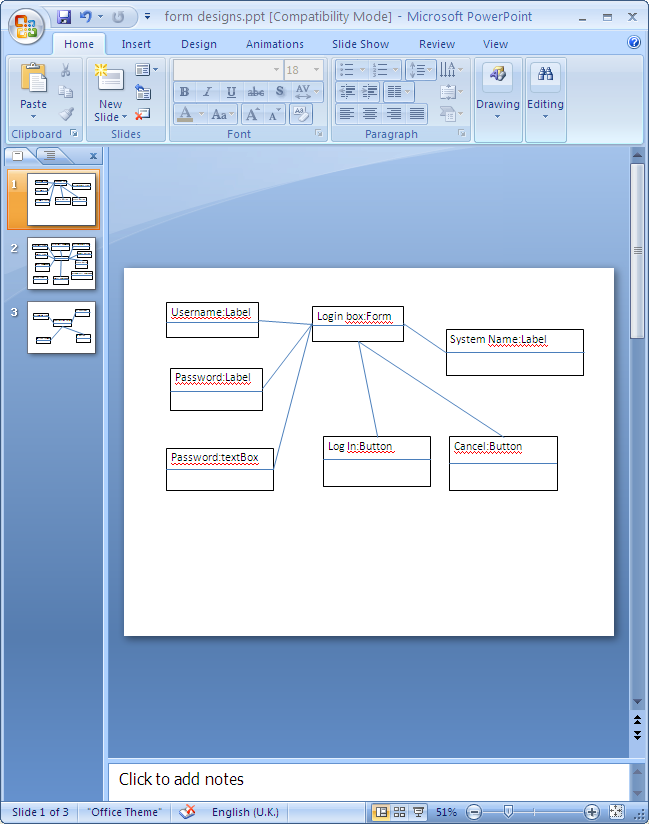 form designs.ppt [Compatibility Mode] - Microsoft PowerPoint
Home Insert Design Animations Slide Show Review View
18
Paste
New Slide
Drawing
Editing
B I U abc S AV
A Aa A A
Clipboard Slides Font Paragraph
1
2
3
Username:Label
Login box:Form
System Name:Label
Password:Label
Log In:Button
Cancel:Button
Password:textBox
Click to add notes
Slide 1 of 3 "Office Theme" English (U.K.) 51%